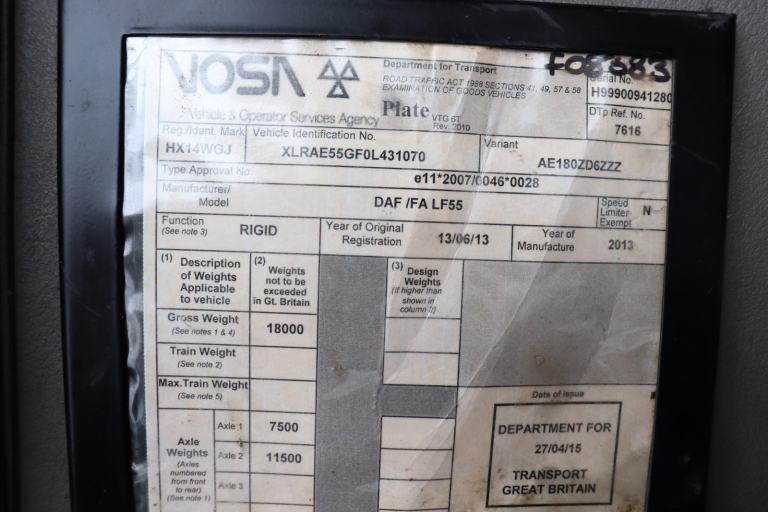 VOSA
Vehicle & Operator Services Agency
Department for Transport
ROAD TRAFFIC ACT 1988 SECTIONS 41, 49, 57 & 58
EXAMINATION OF GOODS VEHICLES
Plate VTG 6T
Rev. 2010
Serial No.
H99900941280
DTp Ref. No.
7616
Reg./Ident. Mark
HX14WGJ
Vehicle Identification No.
XLRAE55GF0L431070
Variant
AE180ZD6ZZZ
Type Approval No.
e11*2007/0046*0028
Manufacturer/
Model
DAF /FA LF55
Speed
Limiter
Exempt
N
Function
(See note 3)
RIGID
Year of Original
Registration
13/06/13
Year of
Manufacture
2013
(1) Description
of Weights
Applicable
to vehicle
(2) Weights
not to be
exceeded
in Gt. Britain
(3) Design
Weights
(if higher than
shown in
column 2)
Gross Weight
(See notes 1 & 4)
18000
Train Weight
(See note 2)
Max.Train Weight
(See note 5)
Axle
Weights
(Axles
numbered
from front
to rear)
(See note 1)
Axle 1
7500
Axle 2
11500
Axle 3
Date of Issue
DEPARTMENT FOR
27/04/15
TRANSPORT
GREAT BRITAIN